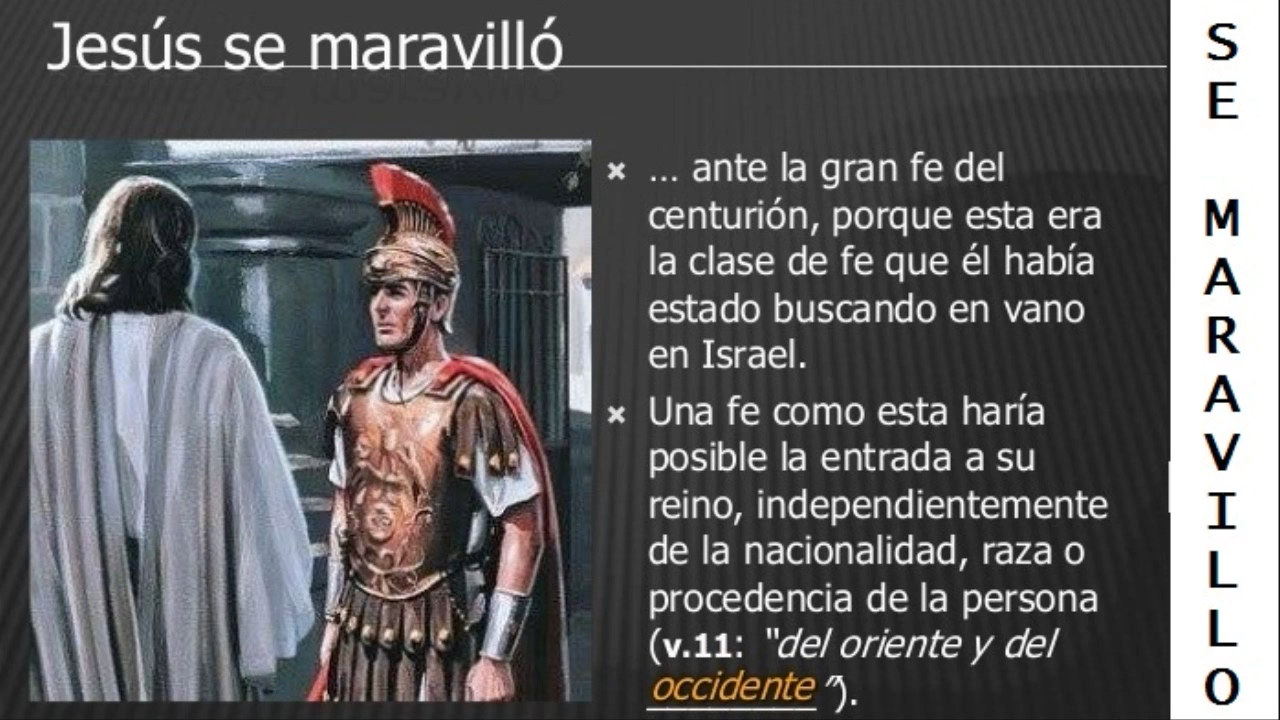 Jesús se maravilló
... ante la gran fe del
centurión, porque esta era
la clase de fe que él había
estado buscando en vano
en Israel.
Una fe como esta haría
posible la entrada a su
reino, independientemente
de la nacionalidad, raza o
procedencia de la persona
(v.11: "del oriente y del
occidente ").
SE MARAVILLO